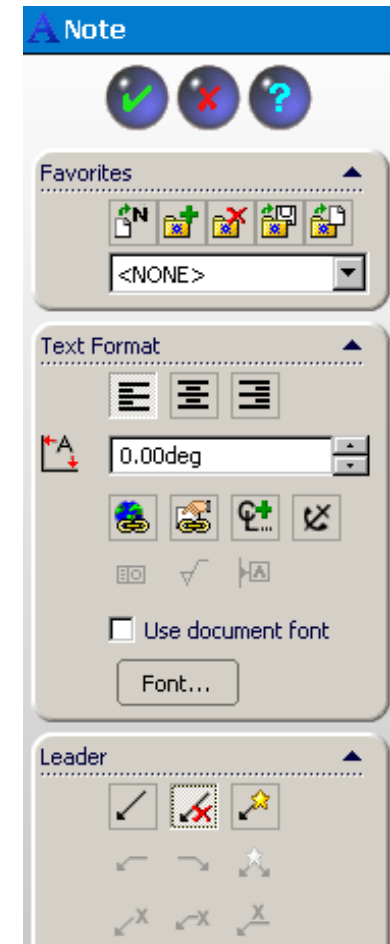 Note
Favorites
<NONE>
Text Format
0.00deg
Use document font
Font...
Leader